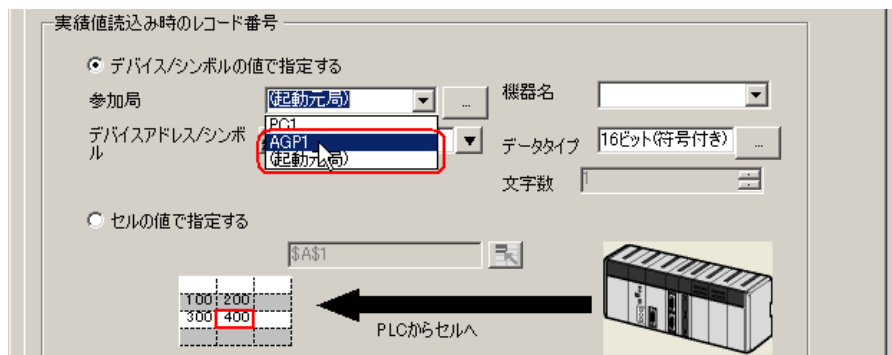 実績値読込み時のレコード番号
デバイス/シンボルの値で指定する
参加局 (起動元局) ... 機器名
PC1
デバイスアドレス/シンボル AGP1 データタイプ 16ビット(符号付き) ...
(起動元局)
文字数 1
セルの値で指定する
$A$1
100 200
300 400
PLCからセルへ